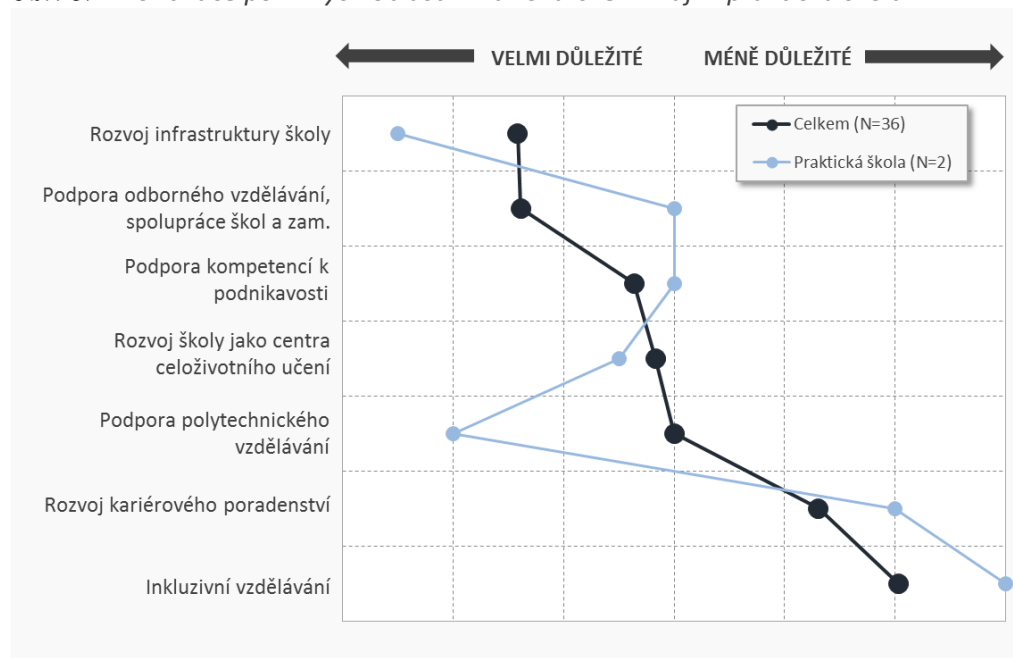 VELMI DŮLEŽITÉ MÉNĚ DŮLEŽITÉ
Celkem (N=36)
Praktická škola (N=2)
Rozvoj infrastruktury školy
Podpora odborného vzdělávání,
spolupráce škol a zam.
Podpora kompetencí k
podnikavosti
Rozvoj školy jako centra
celoživotního učení
Podpora polytechnického
vzdělávání
Rozvoj kariérového poradenství
Inkluzivní vzdělávání